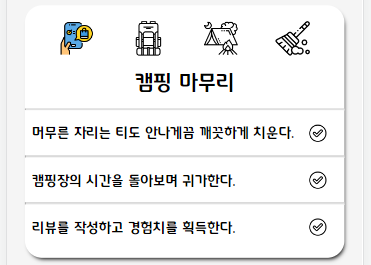 캠핑 마무리
머무른 자리는 티도 안나게끔 깨끗하게 치운다.
캠핑장의 시간을 돌아보며 귀가한다.
리뷰를 작성하고 경험치를 획득한다.